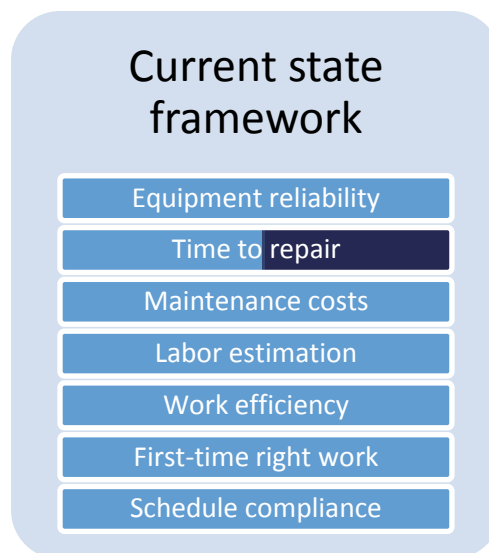 Current state
framework
Equipment reliability
Time to repair
Maintenance costs
Labor estimation
Work efficiency
First-time right work
Schedule compliance